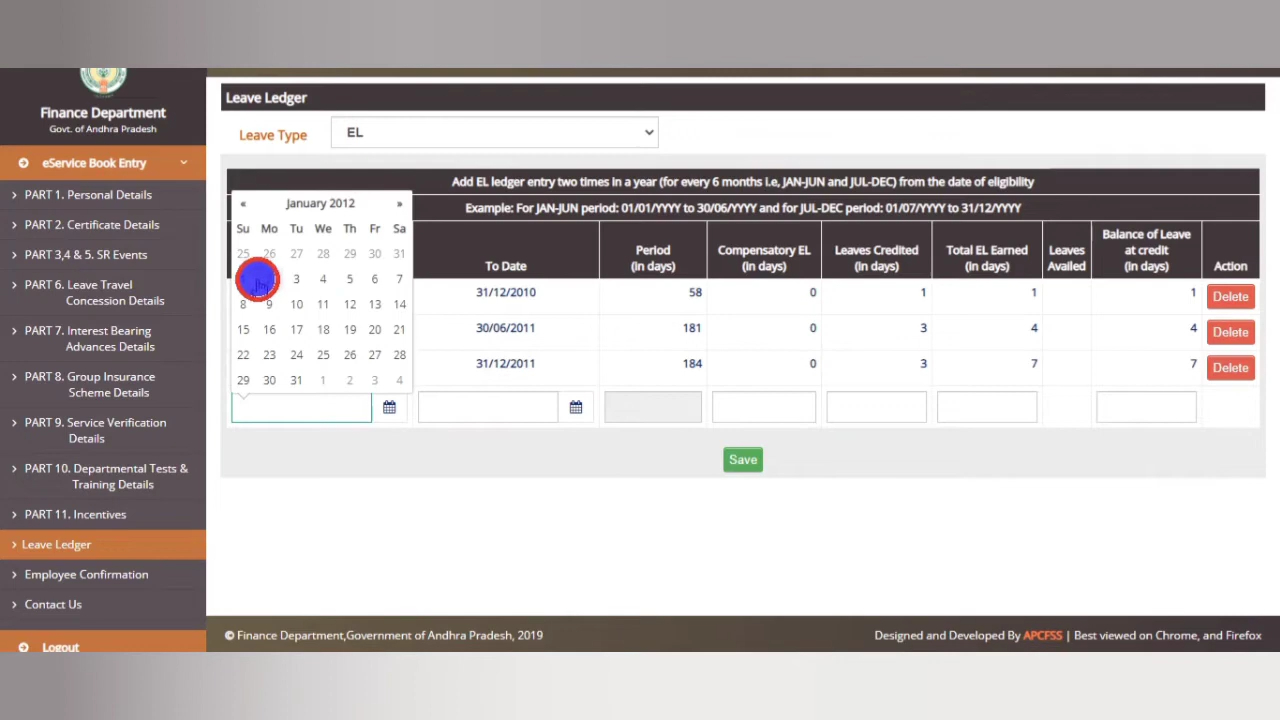 Finance Department
Govt. of Andhra Pradesh
eService Book Entry
PART 1. Personal Details
PART 2. Certificate Details
PART 3,4 & 5. SR Events
PART 6. Leave Travel
Concession Details
PART 7. Interest Bearing
Advances Details
PART 8. Group Insurance
Scheme Details
PART 9. Service Verification
Details
PART 10. Departmental Tests &
Training Details
PART 11. Incentives
Leave Ledger
Employee Confirmation
Contact Us
Logout
Leave Ledger
Leave Type EL
Add EL ledger entry two times in a year (for every 6 months i.e, JAN-JUN and JUL-DEC) from the date of eligibility
Example: For JAN-JUN period: 01/01/YYYY to 30/06/YYYY and for JUL-DEC period: 01/07/YYYY to 31/12/YYYY
« January 2012 »
Su Mo Tu We Th Fr Sa
25 26 27 28 29 30 31
3 4 5 6 7
8 9 10 11 12 13 14
15 16 17 18 19 20 21
22 23 24 25 26 27 28
29 30 31 1 2 3 4
To Date Period (in days) Compensatory EL (in days) Leaves Credited (in days) Total EL Earned (in days) Leaves Availed Balance of Leave at credit (in days) Action
31/12/2010 58 0 1 1 1 Delete
30/06/2011 181 0 3 4 4 Delete
31/12/2011 184 0 3 7 7 Delete
Save
© Finance Department,Government of Andhra Pradesh, 2019
Designed and Developed By APCFSS | Best viewed on Chrome, and Firefox